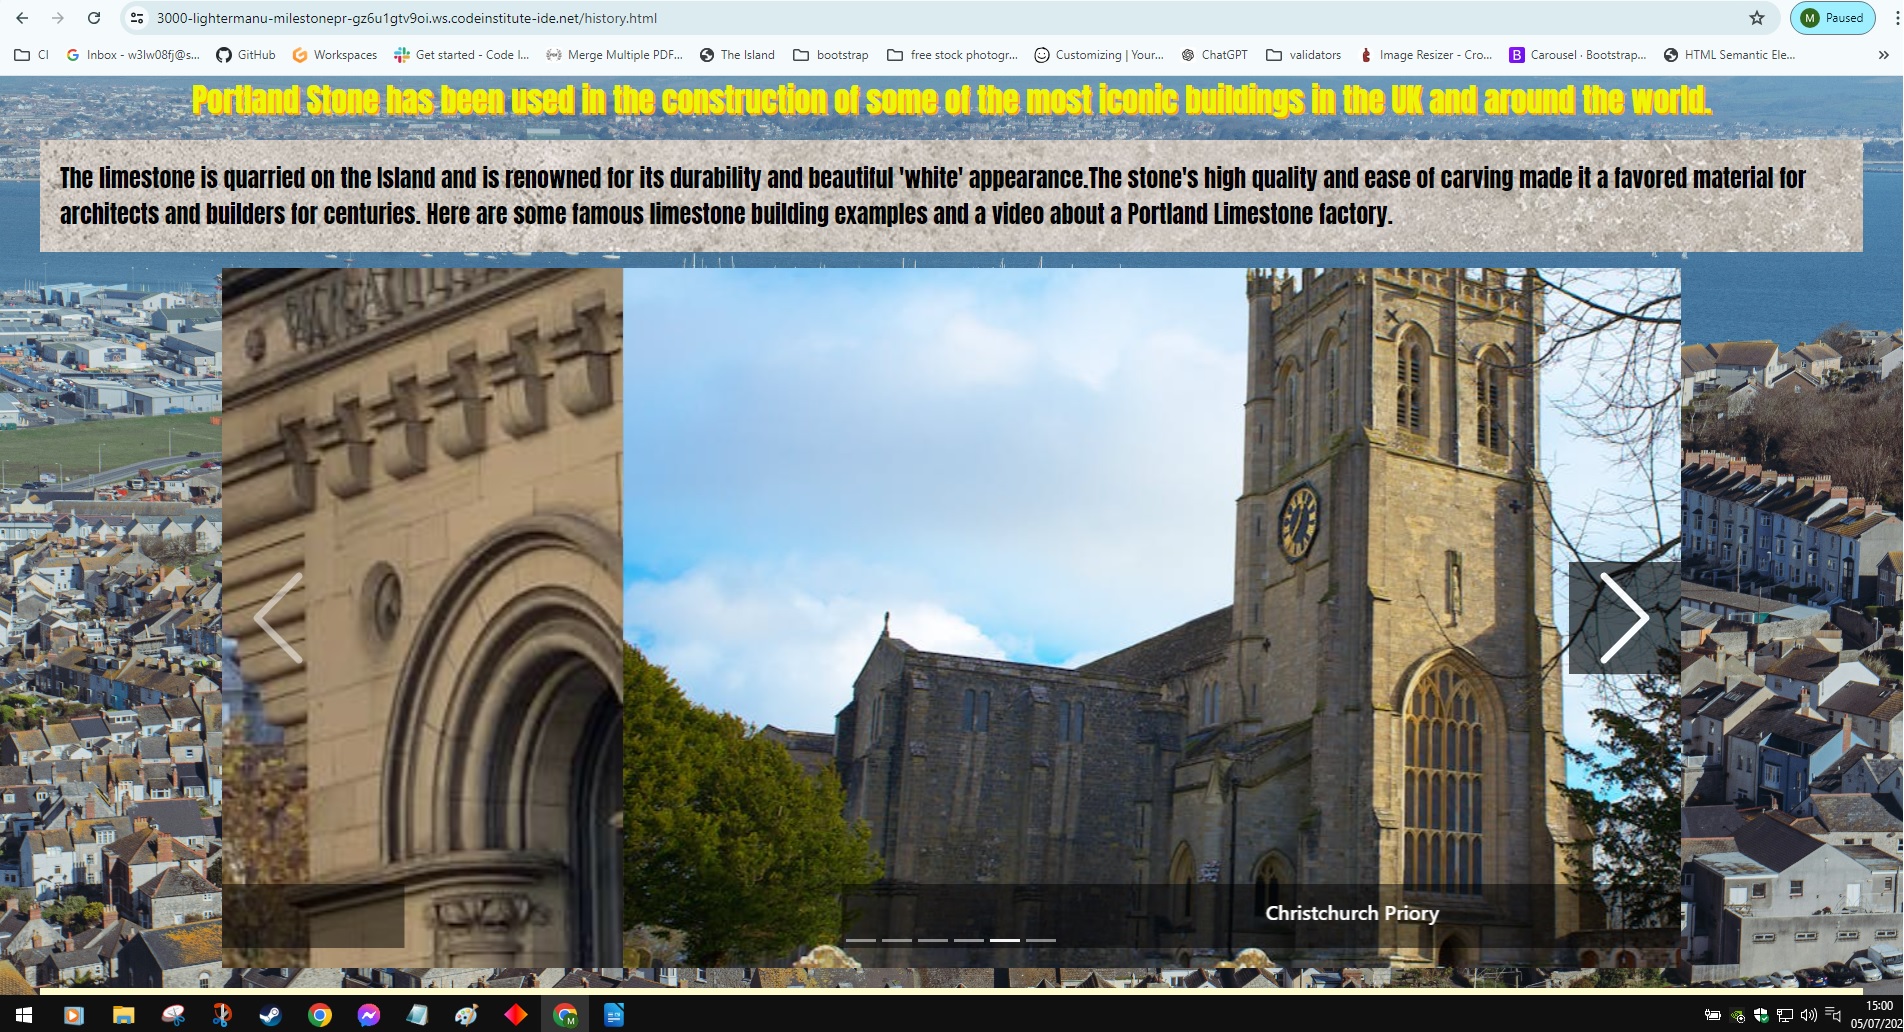 3000-lightermanu-milestonepr-gz6u1gtv9oi.ws.codeinstitute-ide.net/history.html
M Paused
CI Inbox - w3lw08fj@s... GitHub Workspaces Get started - Code I... Merge Multiple PDF... The Island bootstrap free stock photogr... Customizing | Your... ChatGPT validators Image Resizer - Cro... B Carousel · Bootstrap... HTML Semantic Ele... »
Portland Stone has been used in the construction of some of the most iconic buildings in the UK and around the world.
The limestone is quarried on the Island and is renowned for its durability and beautiful 'white' appearance.The stone's high quality and ease of carving made it a favored material for
architects and builders for centuries. Here are some famous limestone building examples and a video about a Portland Limestone factory.
Christchurch Priory
15:00
05/07/202